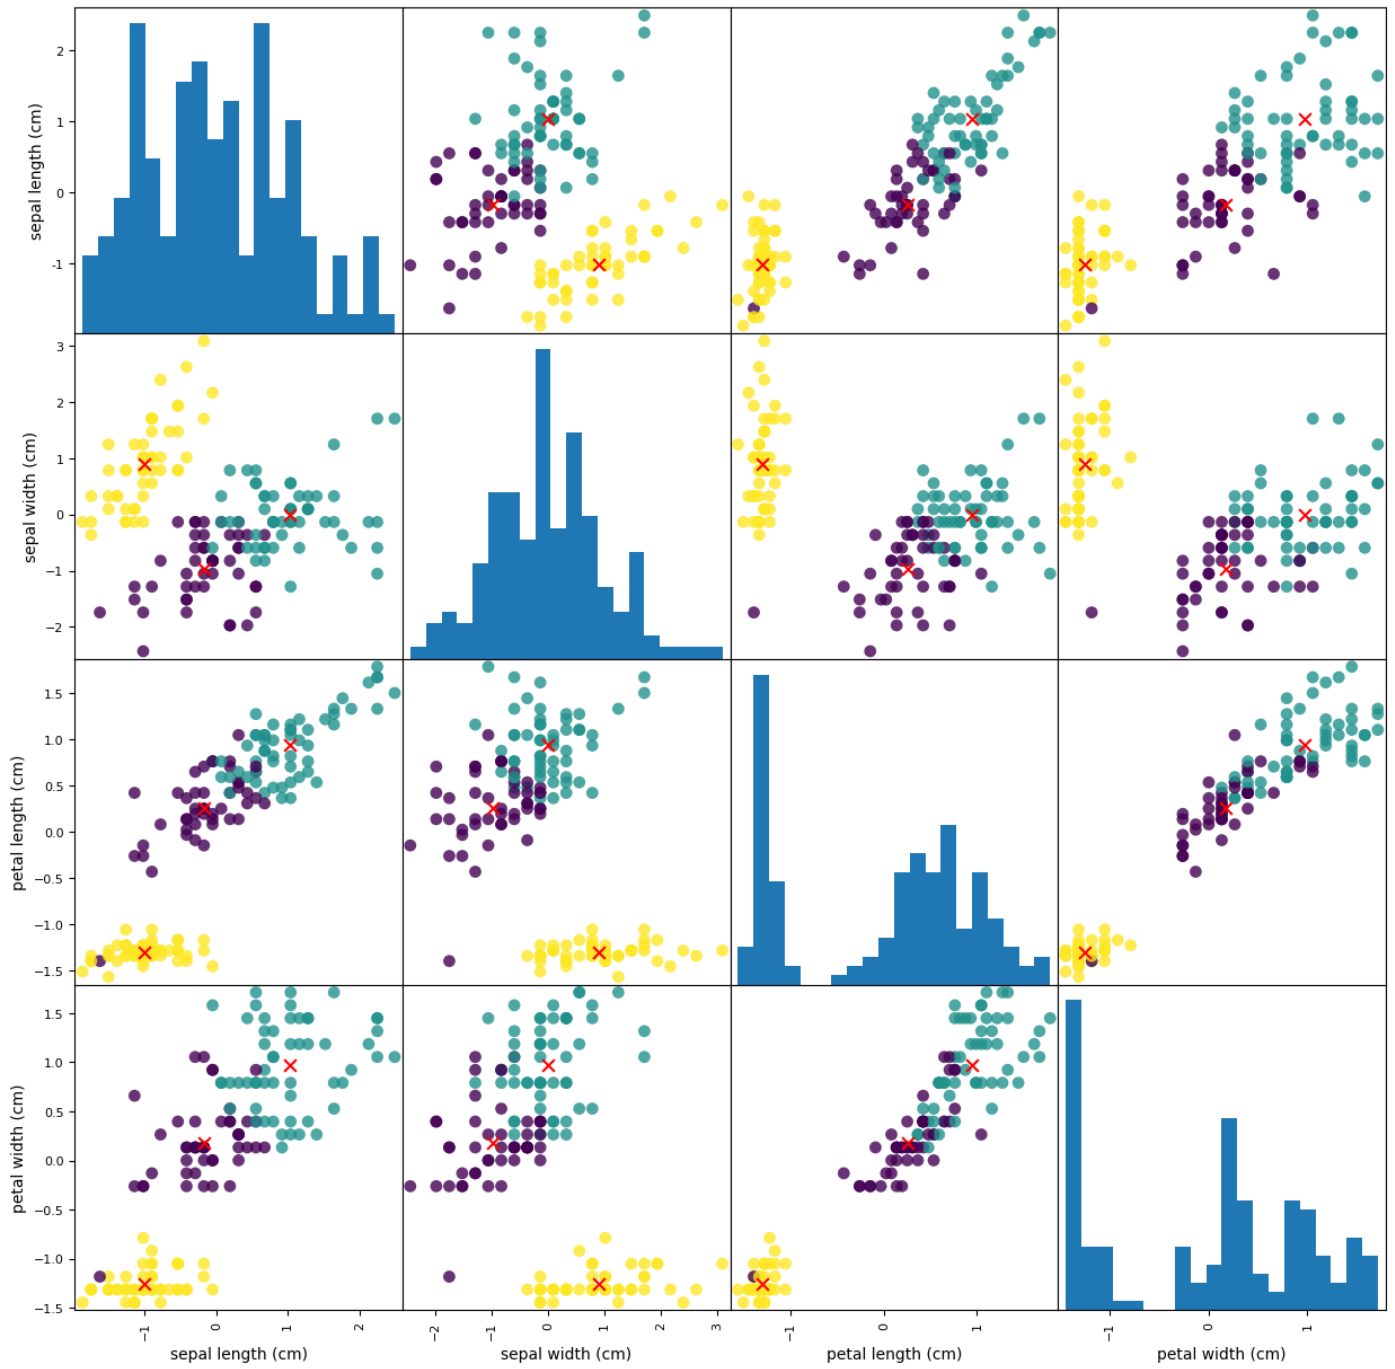 sepal length (cm)
2
1
0
-1
sepal width (cm)
3
2
1
0
−1
−2
petal length (cm)
1.5
1.0
0.5
0.0
−0.5
−1.0
−1.5
petal width (cm)
1.5
1.0
0.5
0.0
−0.5
−1.0
−1.5
−1 0 1 2
−2 −1 0 1 2 3
−1 0 1
−1 0 1
sepal length (cm) sepal width (cm) petal length (cm) petal width (cm)